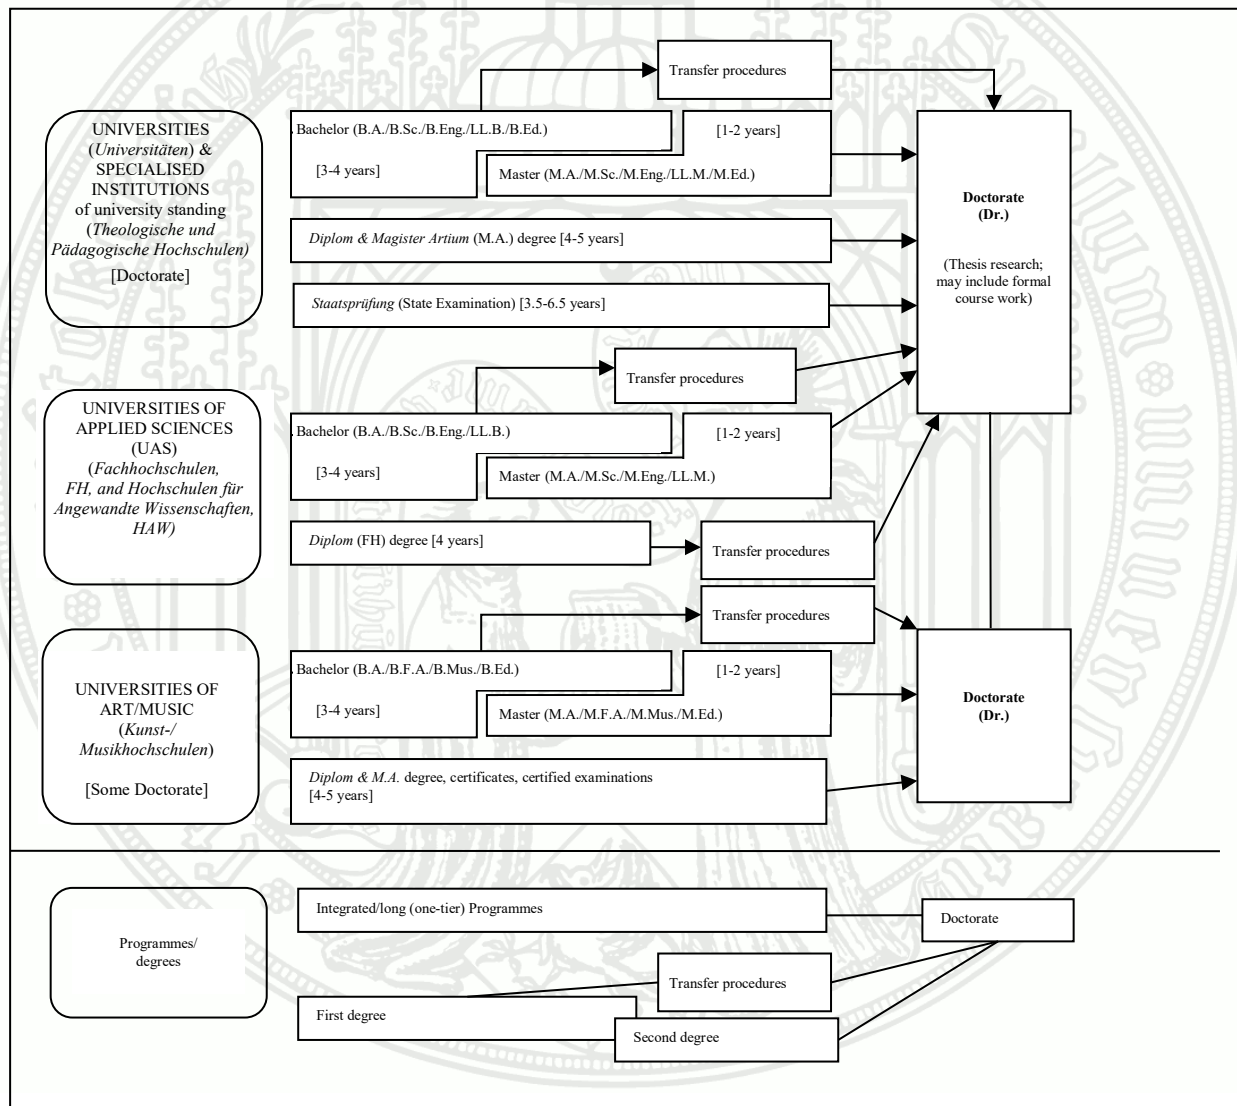 Transfer procedures
UNIVERSITIES
(Universitäten) &
SPECIALISED
INSTITUTIONS
of university standing
(Theologische und
Pädagogische Hochschulen)
[Doctorate]
Bachelor (B.A./B.Sc./B.Eng./LL.B./B.Ed.)
[1-2 years]
[3-4 years]
Master (M.A./M.Sc./M.Eng./LL.M./M.Ed.)
Diplom & Magister Artium (M.A.) degree [4-5 years]
Staatsprüfung (State Examination) [3.5-6.5 years]
Doctorate
(Dr.)
(Thesis research;
may include formal
course work)
Transfer procedures
UNIVERSITIES OF
APPLIED SCIENCES
(UAS)
(Fachhochschulen,
FH, and Hochschulen für
Angewandte Wissenschaften,
HAW)
Bachelor (B.A./B.Sc./B.Eng./LL.B.)
[1-2 years]
[3-4 years]
Master (M.A./M.Sc./M.Eng./LL.M.)
Diplom (FH) degree [4 years]
Transfer procedures
Transfer procedures
UNIVERSITIES OF
ART/MUSIC
(Kunst-/
Musikhochschulen)
[Some Doctorate]
Bachelor (B.A./B.F.A./B.Mus./B.Ed.)
[1-2 years]
[3-4 years]
Master (M.A./M.F.A./M.Mus./M.Ed.)
Diplom & M.A. degree, certificates, certified examinations
[4-5 years]
Doctorate
(Dr.)
Programmes/
degrees
Integrated/long (one-tier) Programmes
Doctorate
Transfer procedures
First degree
Second degree